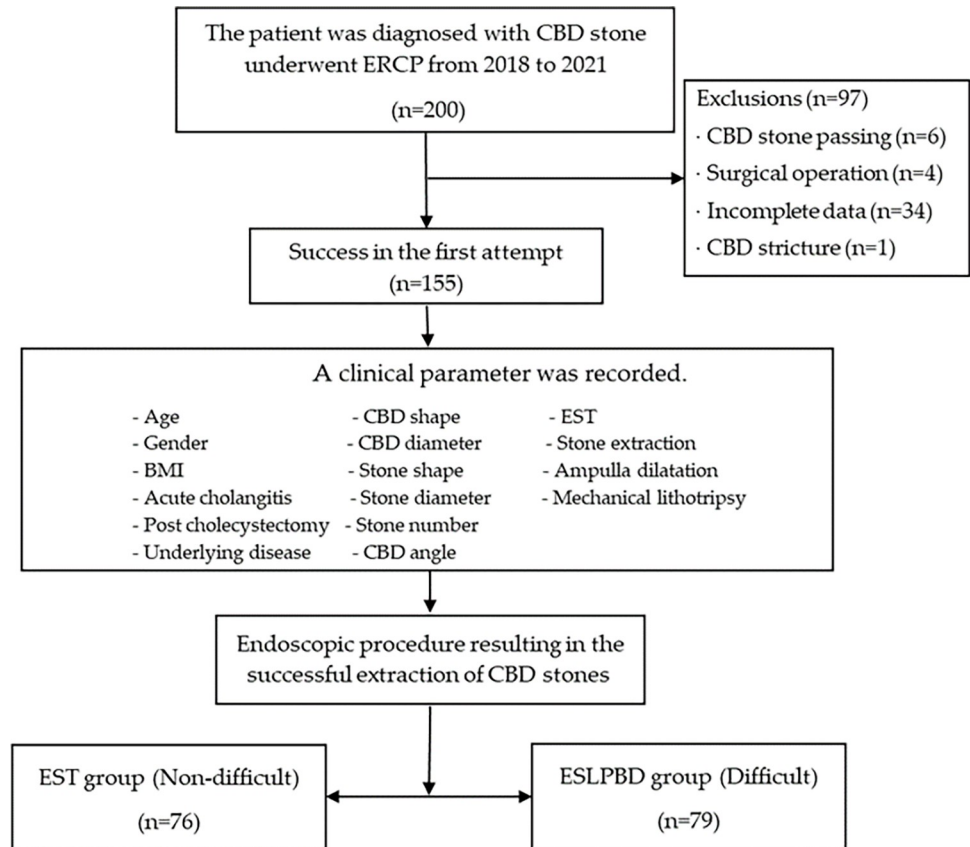 The patient was diagnosed with CBD stone
underwent ERCP from 2018 to 2021
(n=200)
Exclusions (n=97)
· CBD stone passing (n=6)
· Surgical operation (n=4)
· Incomplete data (n=34)
· CBD stricture (n=1)
Success in the first attempt
(n=155)
A clinical parameter was recorded.
- Age
- Gender
- BMI
- Acute cholangitis
- Post cholecystectomy
- Underlying disease
- CBD shape
- CBD diameter
- Stone shape
- Stone diameter
- Stone number
- CBD angle
- EST
- Stone extraction
- Ampulla dilatation
- Mechanical lithotripsy
Endoscopic procedure resulting in the
successful extraction of CBD stones
EST group (Non-difficult)
(n=76)
ESLPBD group (Difficult)
(n=79)